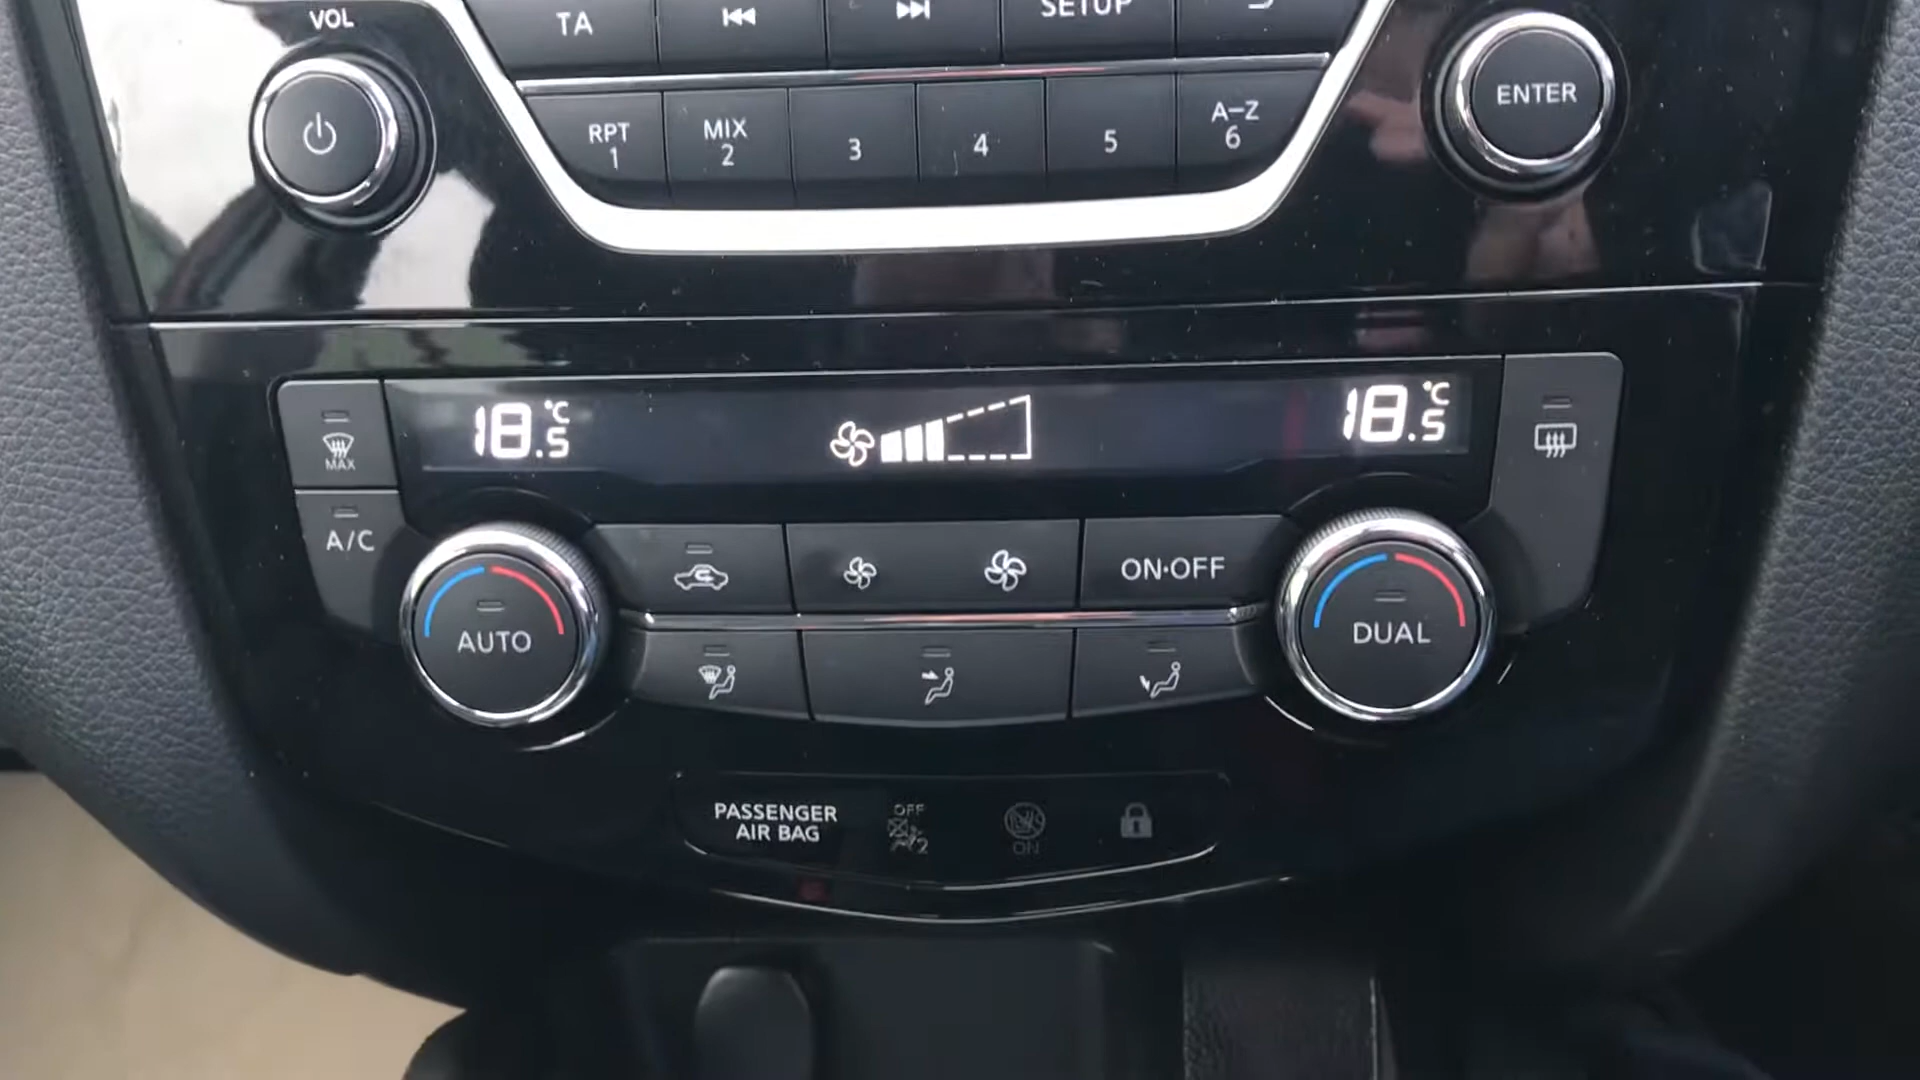 VOL
TA
SETUP
RPT
1
MIX
2
3
4
5
A–Z
6
ENTER
MAX
18.5 °C
18.5 °C
A/C
AUTO
ON·OFF
DUAL
PASSENGER
AIR BAG
OFF
2
ON